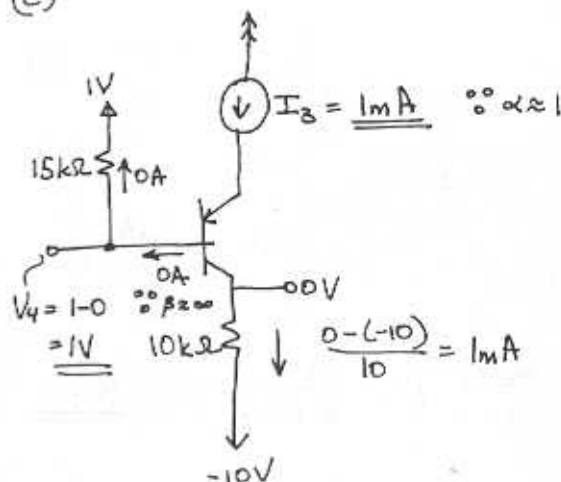 (c)
1V
I₃ = 1mA ∵ α≈1
15kΩ
0A
0A
0V
V₄ = 1-0 ∵ β≈∞
= 1V
10kΩ
0-(-10)
10
= 1mA
-10V